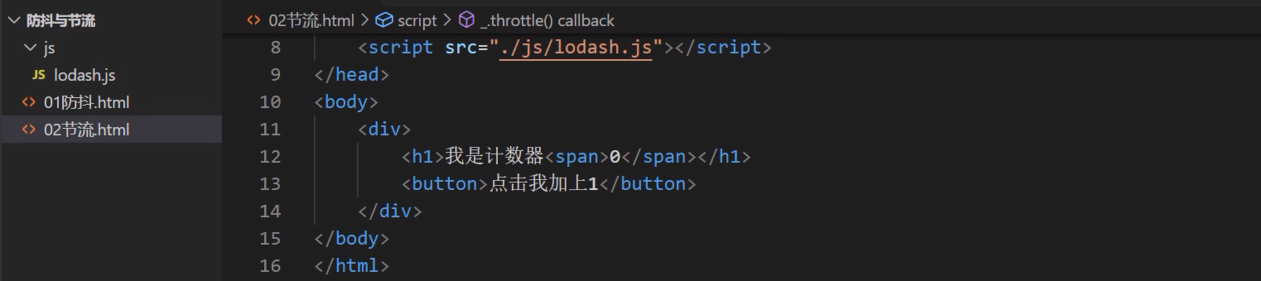 防抖与节流
js
JS lodash.js
<> 01防抖.html
<> 02节流.html
<> 02节流.html > script > _.throttle() callback
8 <script src="./js/lodash.js"></script>
9 </head>
10 <body>
11 <div>
12 <h1>我是计数器<span>0</span></h1>
13 <button>点击我加上1</button>
14 </div>
15 </body>
16 </html>